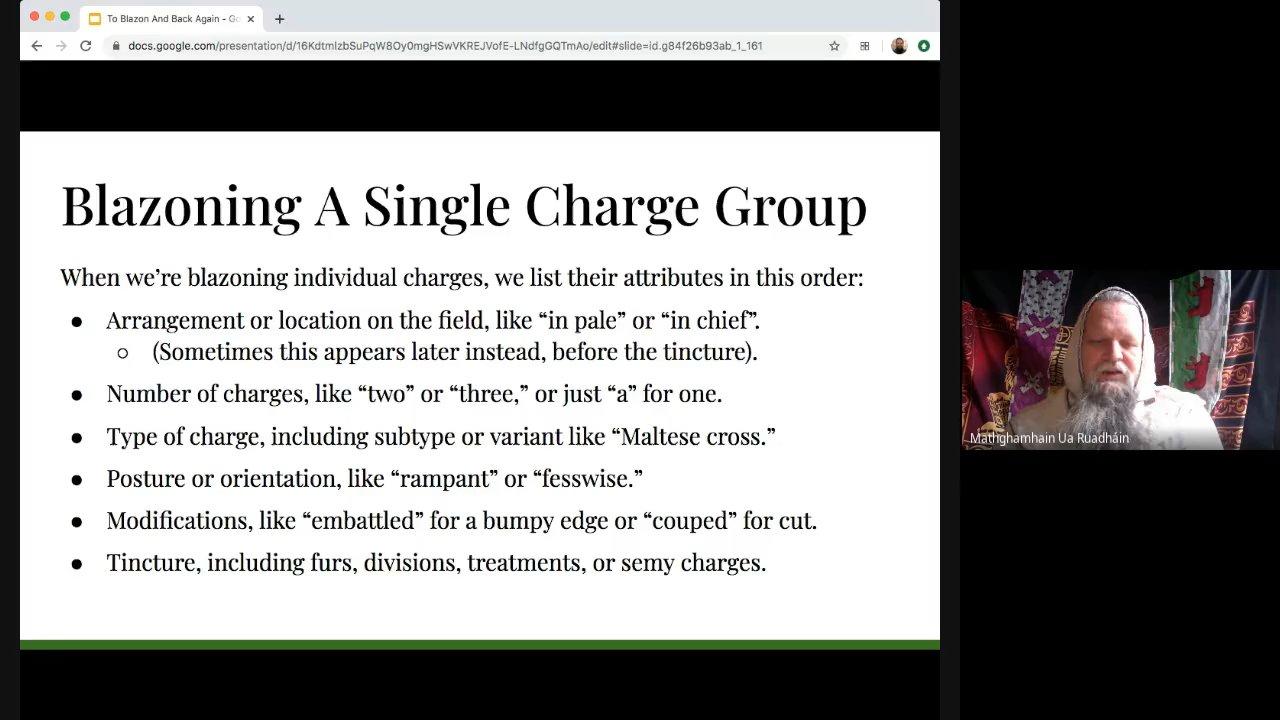 To Blazon And Back Again - Go
docs.google.com/presentation/d/16KdtmlzbSuPqW8Oy0mgHSwVKREJVofE-LNdfgGQTmAo/edit#slide=id.g84f26b93ab_1_161
Blazoning A Single Charge Group
When we’re blazoning individual charges, we list their attributes in this order:
● Arrangement or location on the field, like “in pale” or “in chief”.
○ (Sometimes this appears later instead, before the tincture).
● Number of charges, like “two” or “three,” or just “a” for one.
● Type of charge, including subtype or variant like “Maltese cross.”
● Posture or orientation, like “rampant” or “fesswise.”
● Modifications, like “embattled” for a bumpy edge or “couped” for cut.
● Tincture, including furs, divisions, treatments, or semy charges.
Mathghamhain Ua Ruadháin